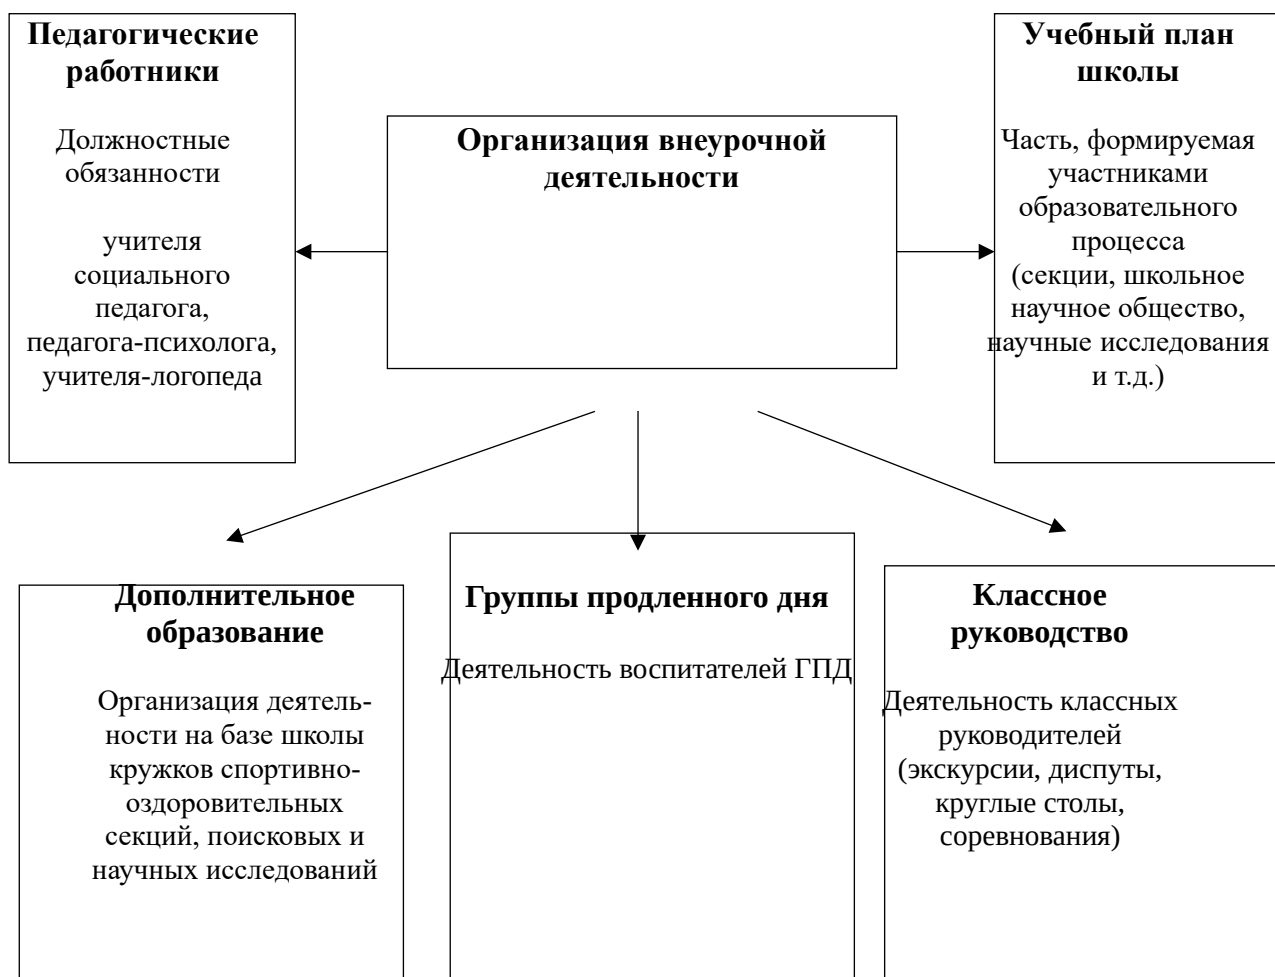 Педагогические
работники
Должностные
обязанности
учителя
социального
педагога,
педагога-психолога,
учителя-логопеда
Организация внеурочной
деятельности
Учебный план
школы
Часть, формируемая
участниками
образовательного
процесса
(секции, школьное
научное общество,
научные исследования
и т.д.)
Дополнительное
образование
Организация деятель-
ности на базе школы
кружков спортивно-
оздоровительных
секций, поисковых и
научных исследований
Группы продленного дня
Деятельность воспитателей ГПД
Классное
руководство
Деятельность классных
руководителей
(экскурсии, диспуты,
круглые столы,
соревнования)